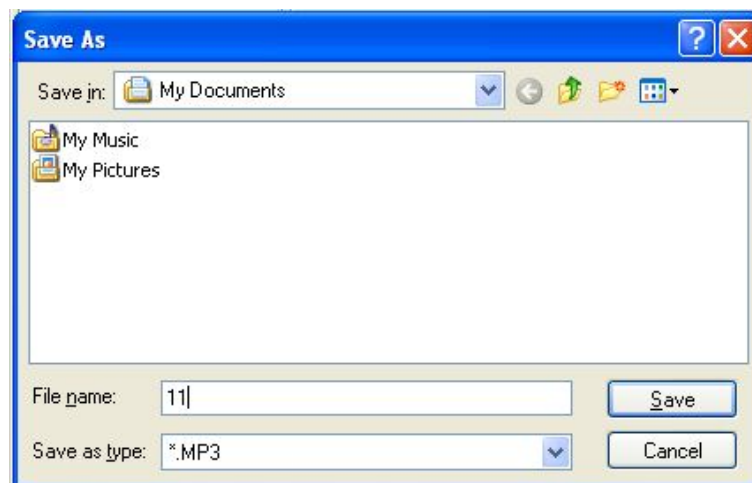 Save As
Save in: My Documents
My Music
My Pictures
File name: 11 Save
Save as type: *.MP3 Cancel